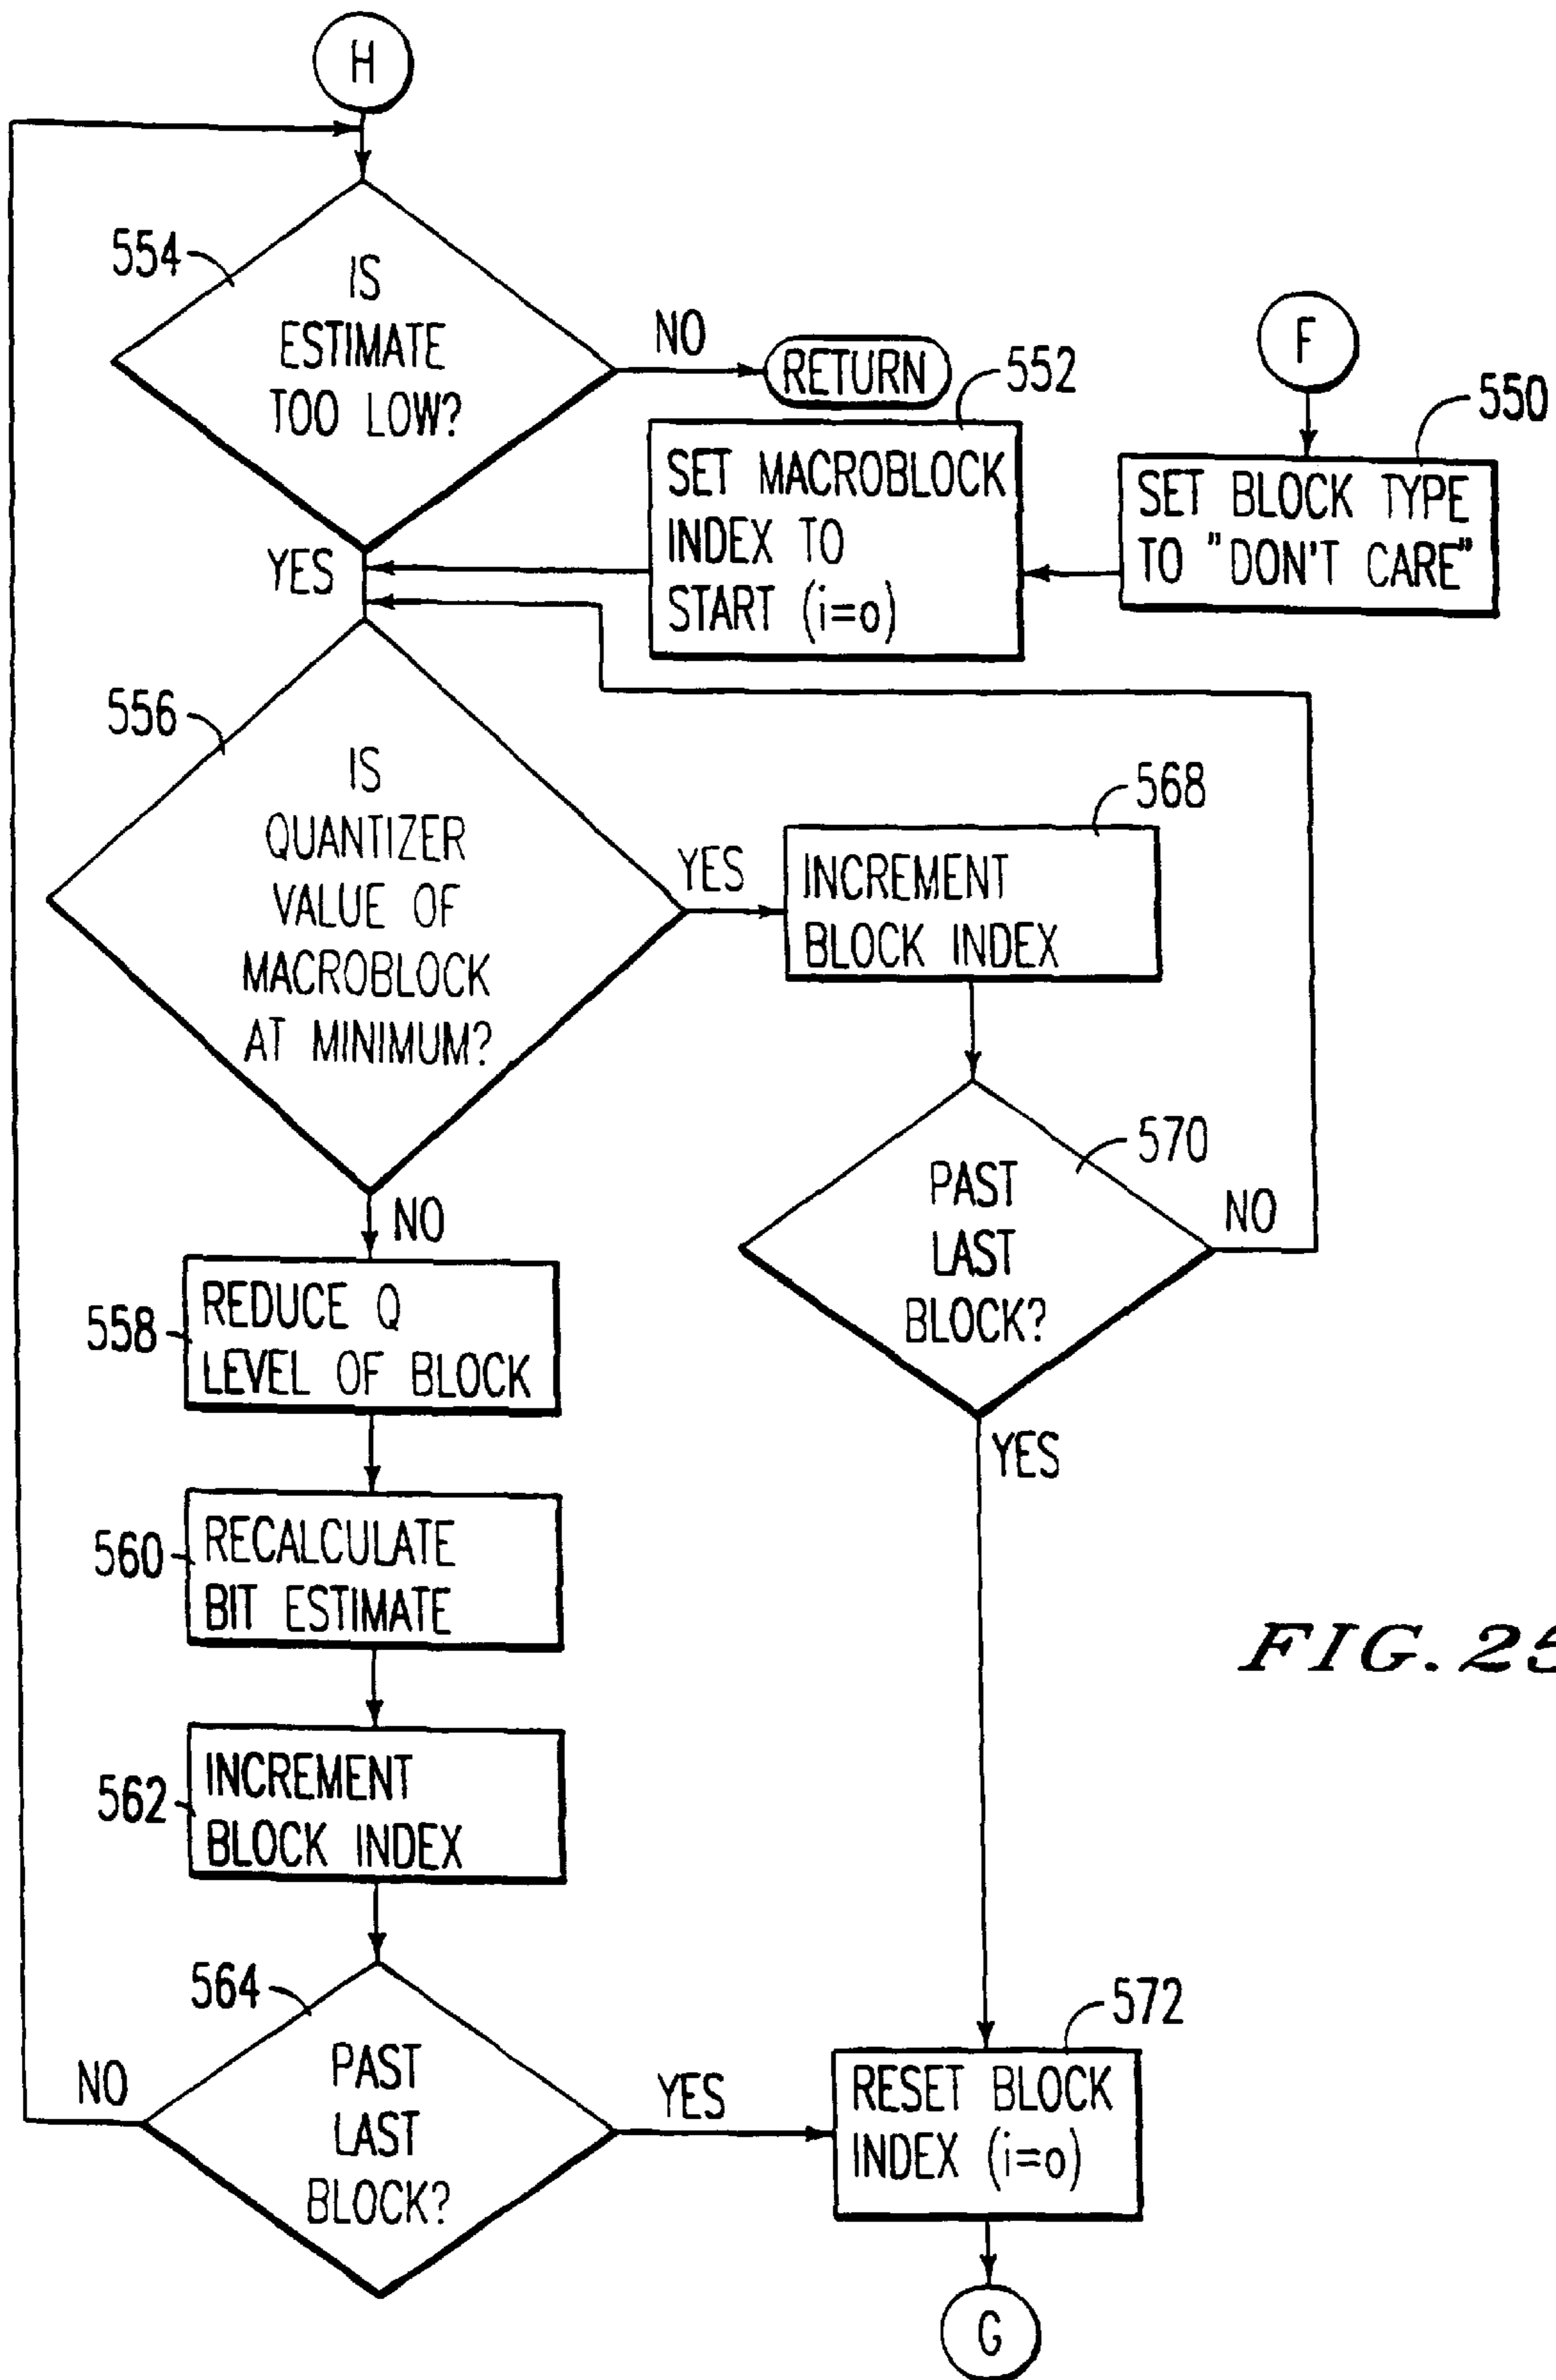 H
554
IS
ESTIMATE
TOO LOW?
NO
RETURN
YES
552
SET MACROBLOCK
INDEX TO
START (i=o)
F
550
SET BLOCK TYPE
TO "DON'T CARE"
556
IS
QUANTIZER
VALUE OF
MACROBLOCK
AT MINIMUM?
YES
568
INCREMENT
BLOCK INDEX
570
PAST
LAST
BLOCK?
NO
YES
NO
558
REDUCE Q
LEVEL OF BLOCK
560
RECALCULATE
BIT ESTIMATE
562
INCREMENT
BLOCK INDEX
564
PAST
LAST
BLOCK?
NO
YES
572
RESET BLOCK
INDEX (i=o)
G
FIG. 25